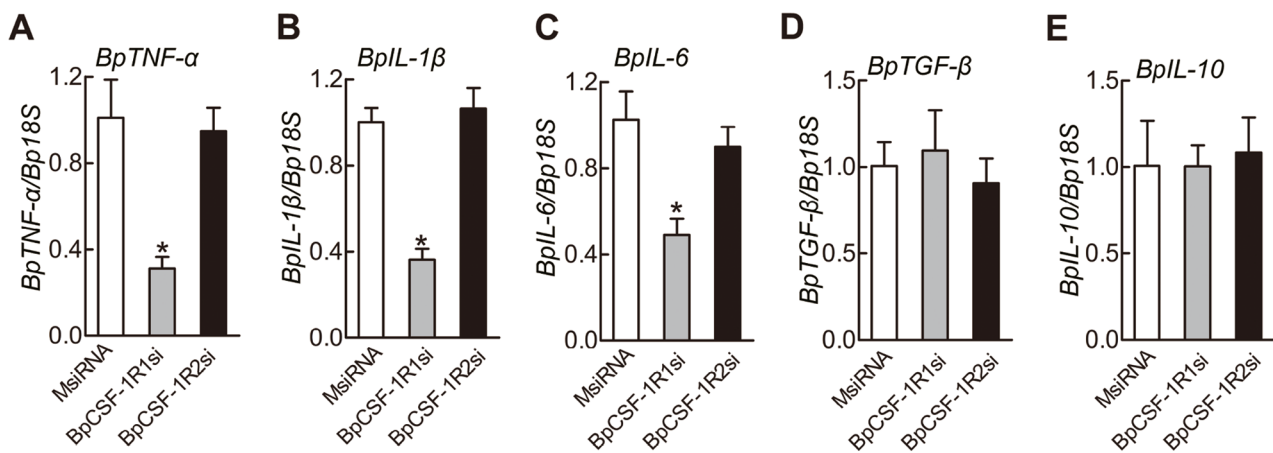 A
BpTNF-α
BpTNF-α/Bp18S
1.2
0.8
0.4
0.0
*
MsiRNA
BpCSF-1R1si
BpCSF-1R2si
B
BpIL-1β
BpIL-1β/Bp18S
1.2
0.8
0.4
0.0
*
MsiRNA
BpCSF-1R1si
BpCSF-1R2si
C
BpIL-6
BpIL-6/Bp18S
1.2
0.8
0.4
0.0
*
MsiRNA
BpCSF-1R1si
BpCSF-1R2si
D
BpTGF-β
BpTGF-β/Bp18S
1.5
1.0
0.5
0.0
MsiRNA
BpCSF-1R1si
BpCSF-1R2si
E
BpIL-10
BpIL-10/Bp18S
1.5
1.0
0.5
0.0
MsiRNA
BpCSF-1R1si
BpCSF-1R2si